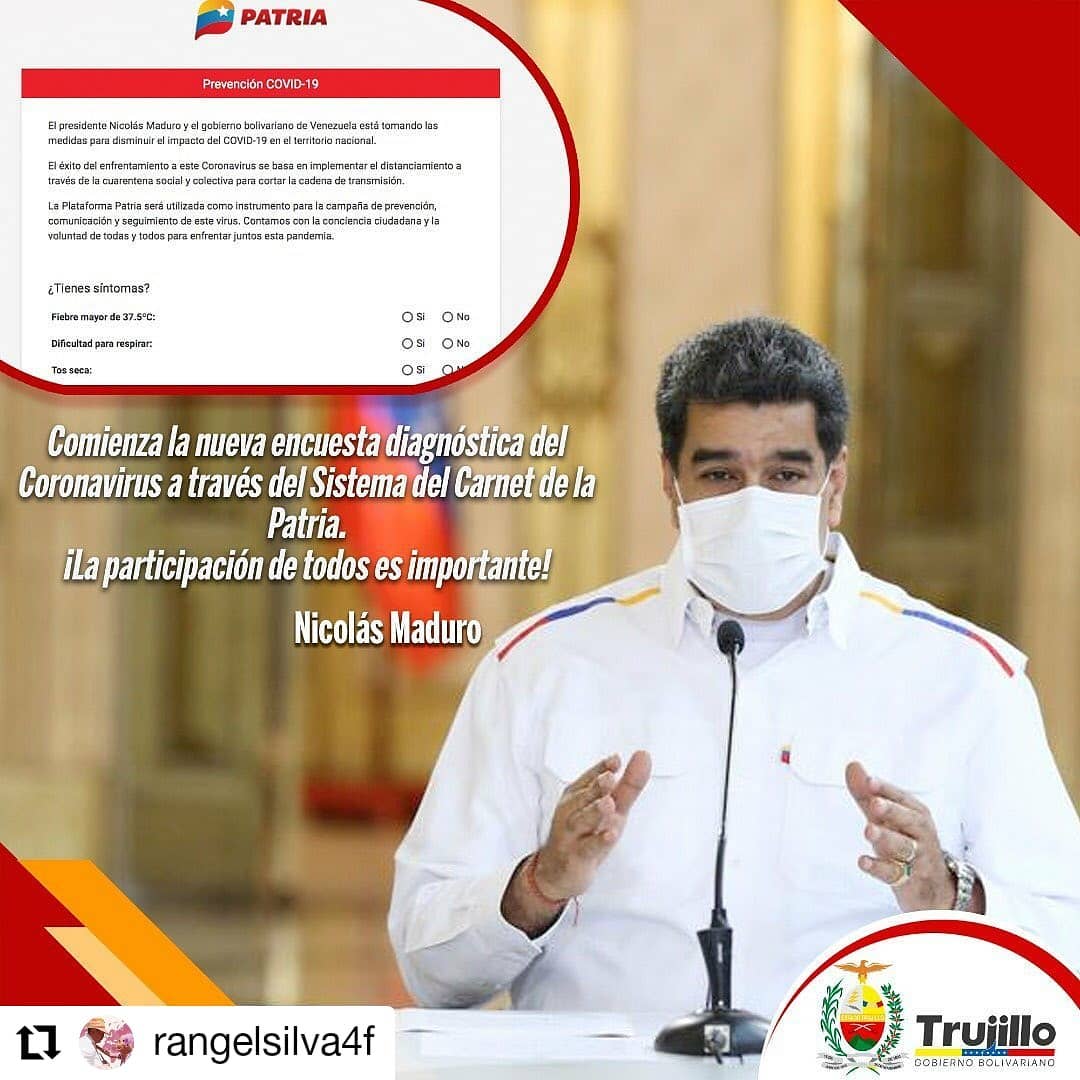 PATRIA
Prevención COVID-19
El presidente Nicolás Maduro y el gobierno bolivariano de Venezuela está tomando las
medidas para disminuir el impacto del COVID-19 en el territorio nacional.
El éxito del enfrentamiento a este Coronavirus se basa en implementar el distanciamiento a
través de la cuarentena social y colectiva para cortar la cadena de transmisión.
La Plataforma Patria será utilizada como instrumento para la campaña de prevención,
comunicación y seguimiento de este virus. Contamos con la conciencia ciudadana y la
voluntad de todas y todos para enfrentar juntos esta pandemia.
¿Tienes síntomas?
Fiebre mayor de 37.5ºC: Si No
Dificultad para respirar: Si No
Tos seca: Si
Comienza la nueva encuesta diagnóstica del
Coronavirus a través del Sistema del Carnet de la
Patria.
¡La participación de todos es importante!
Nicolás Maduro
rangelsilva4f
Trujillo
GOBIERNO BOLIVARIANO